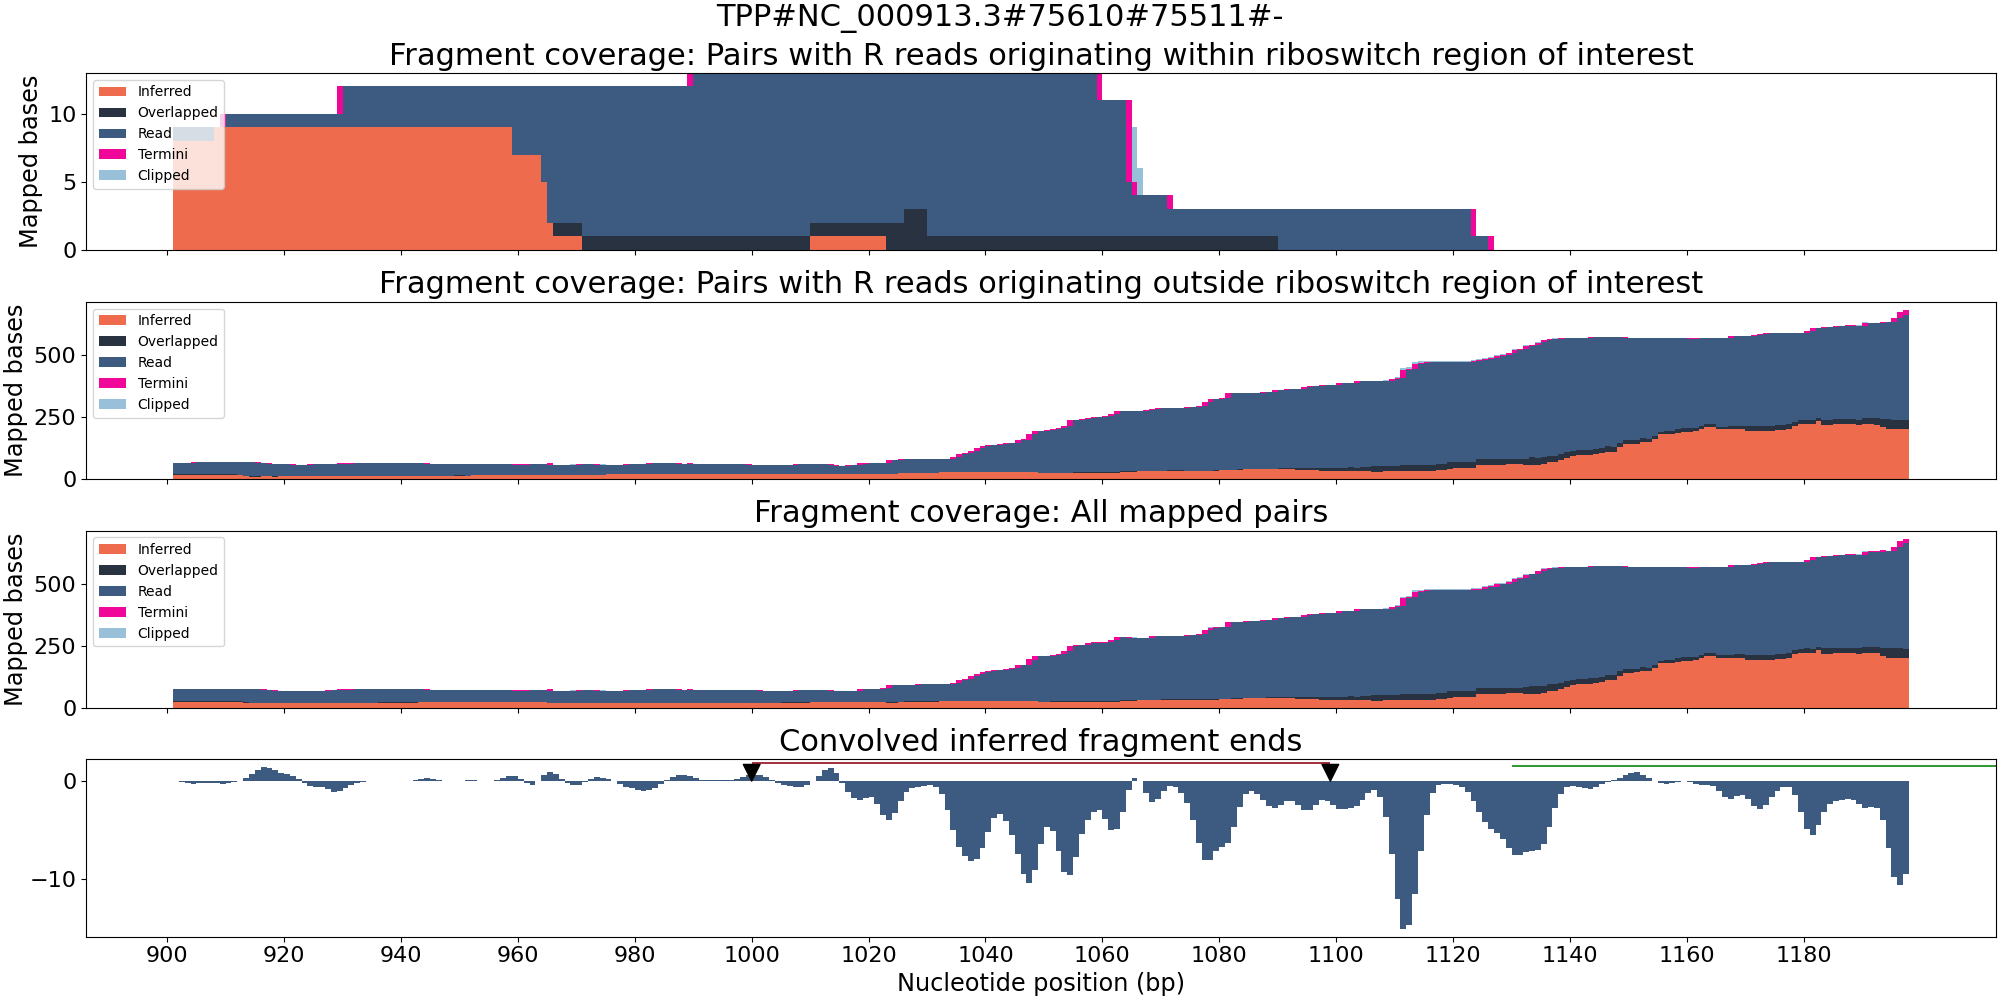 TPP#NC_000913.3#75610#75511#-
Fragment coverage: Pairs with R reads originating within riboswitch region of interest
Mapped bases
10
5
0
Inferred
Overlapped
Read
Termini
Clipped
Fragment coverage: Pairs with R reads originating outside riboswitch region of interest
Mapped bases
500
250
0
Inferred
Overlapped
Read
Termini
Clipped
Fragment coverage: All mapped pairs
Mapped bases
500
250
0
Inferred
Overlapped
Read
Termini
Clipped
Convolved inferred fragment ends
0
−10
900 920 940 960 980 1000 1020 1040 1060 1080 1100 1120 1140 1160 1180
Nucleotide position (bp)